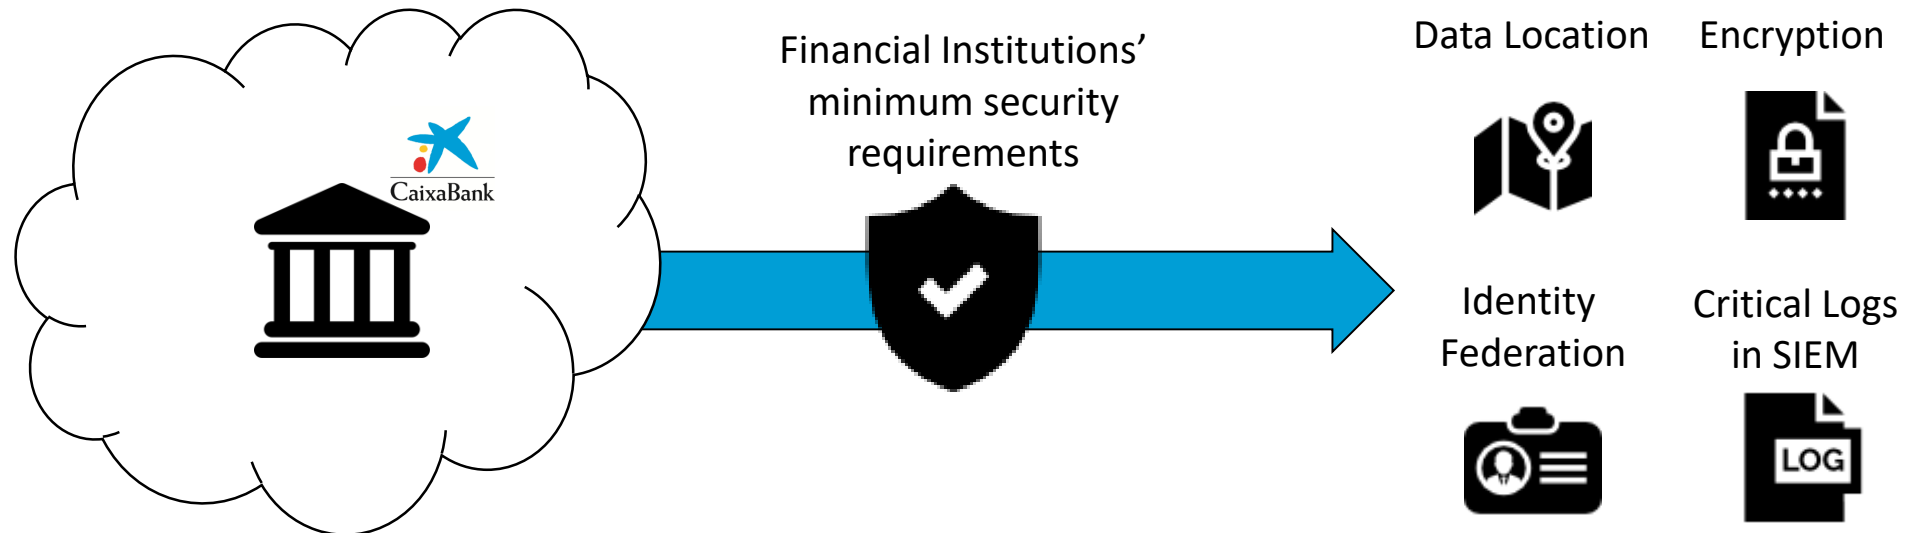 CaixaBank
Financial Institutions’
minimum security
requirements
Data Location
Encryption
Identity
Federation
Critical Logs
in SIEM
LOG